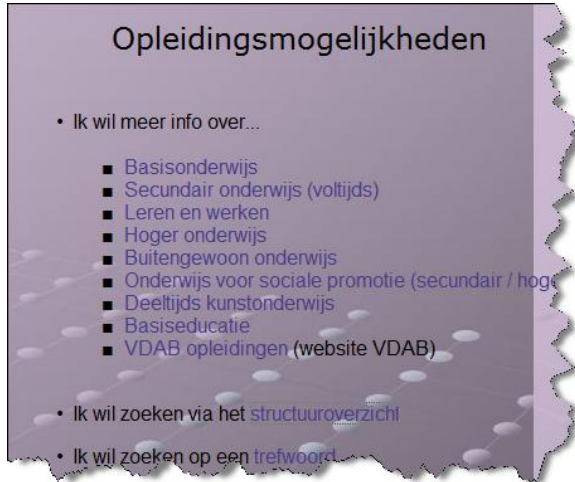 Opleidingsmogelijkheden
• Ik wil meer info over...
■ Basisonderwijs
■ Secundair onderwijs (voltijds)
■ Leren en werken
■ Hoger onderwijs
■ Buitengewoon onderwijs
■ Onderwijs voor sociale promotie (secundair / hoge
■ Deeltijds kunstonderwijs
■ Basiseducatie
■ VDAB opleidingen (website VDAB)
• Ik wil zoeken via het structuuroverzicht
• Ik wil zoeken op een trefwoord